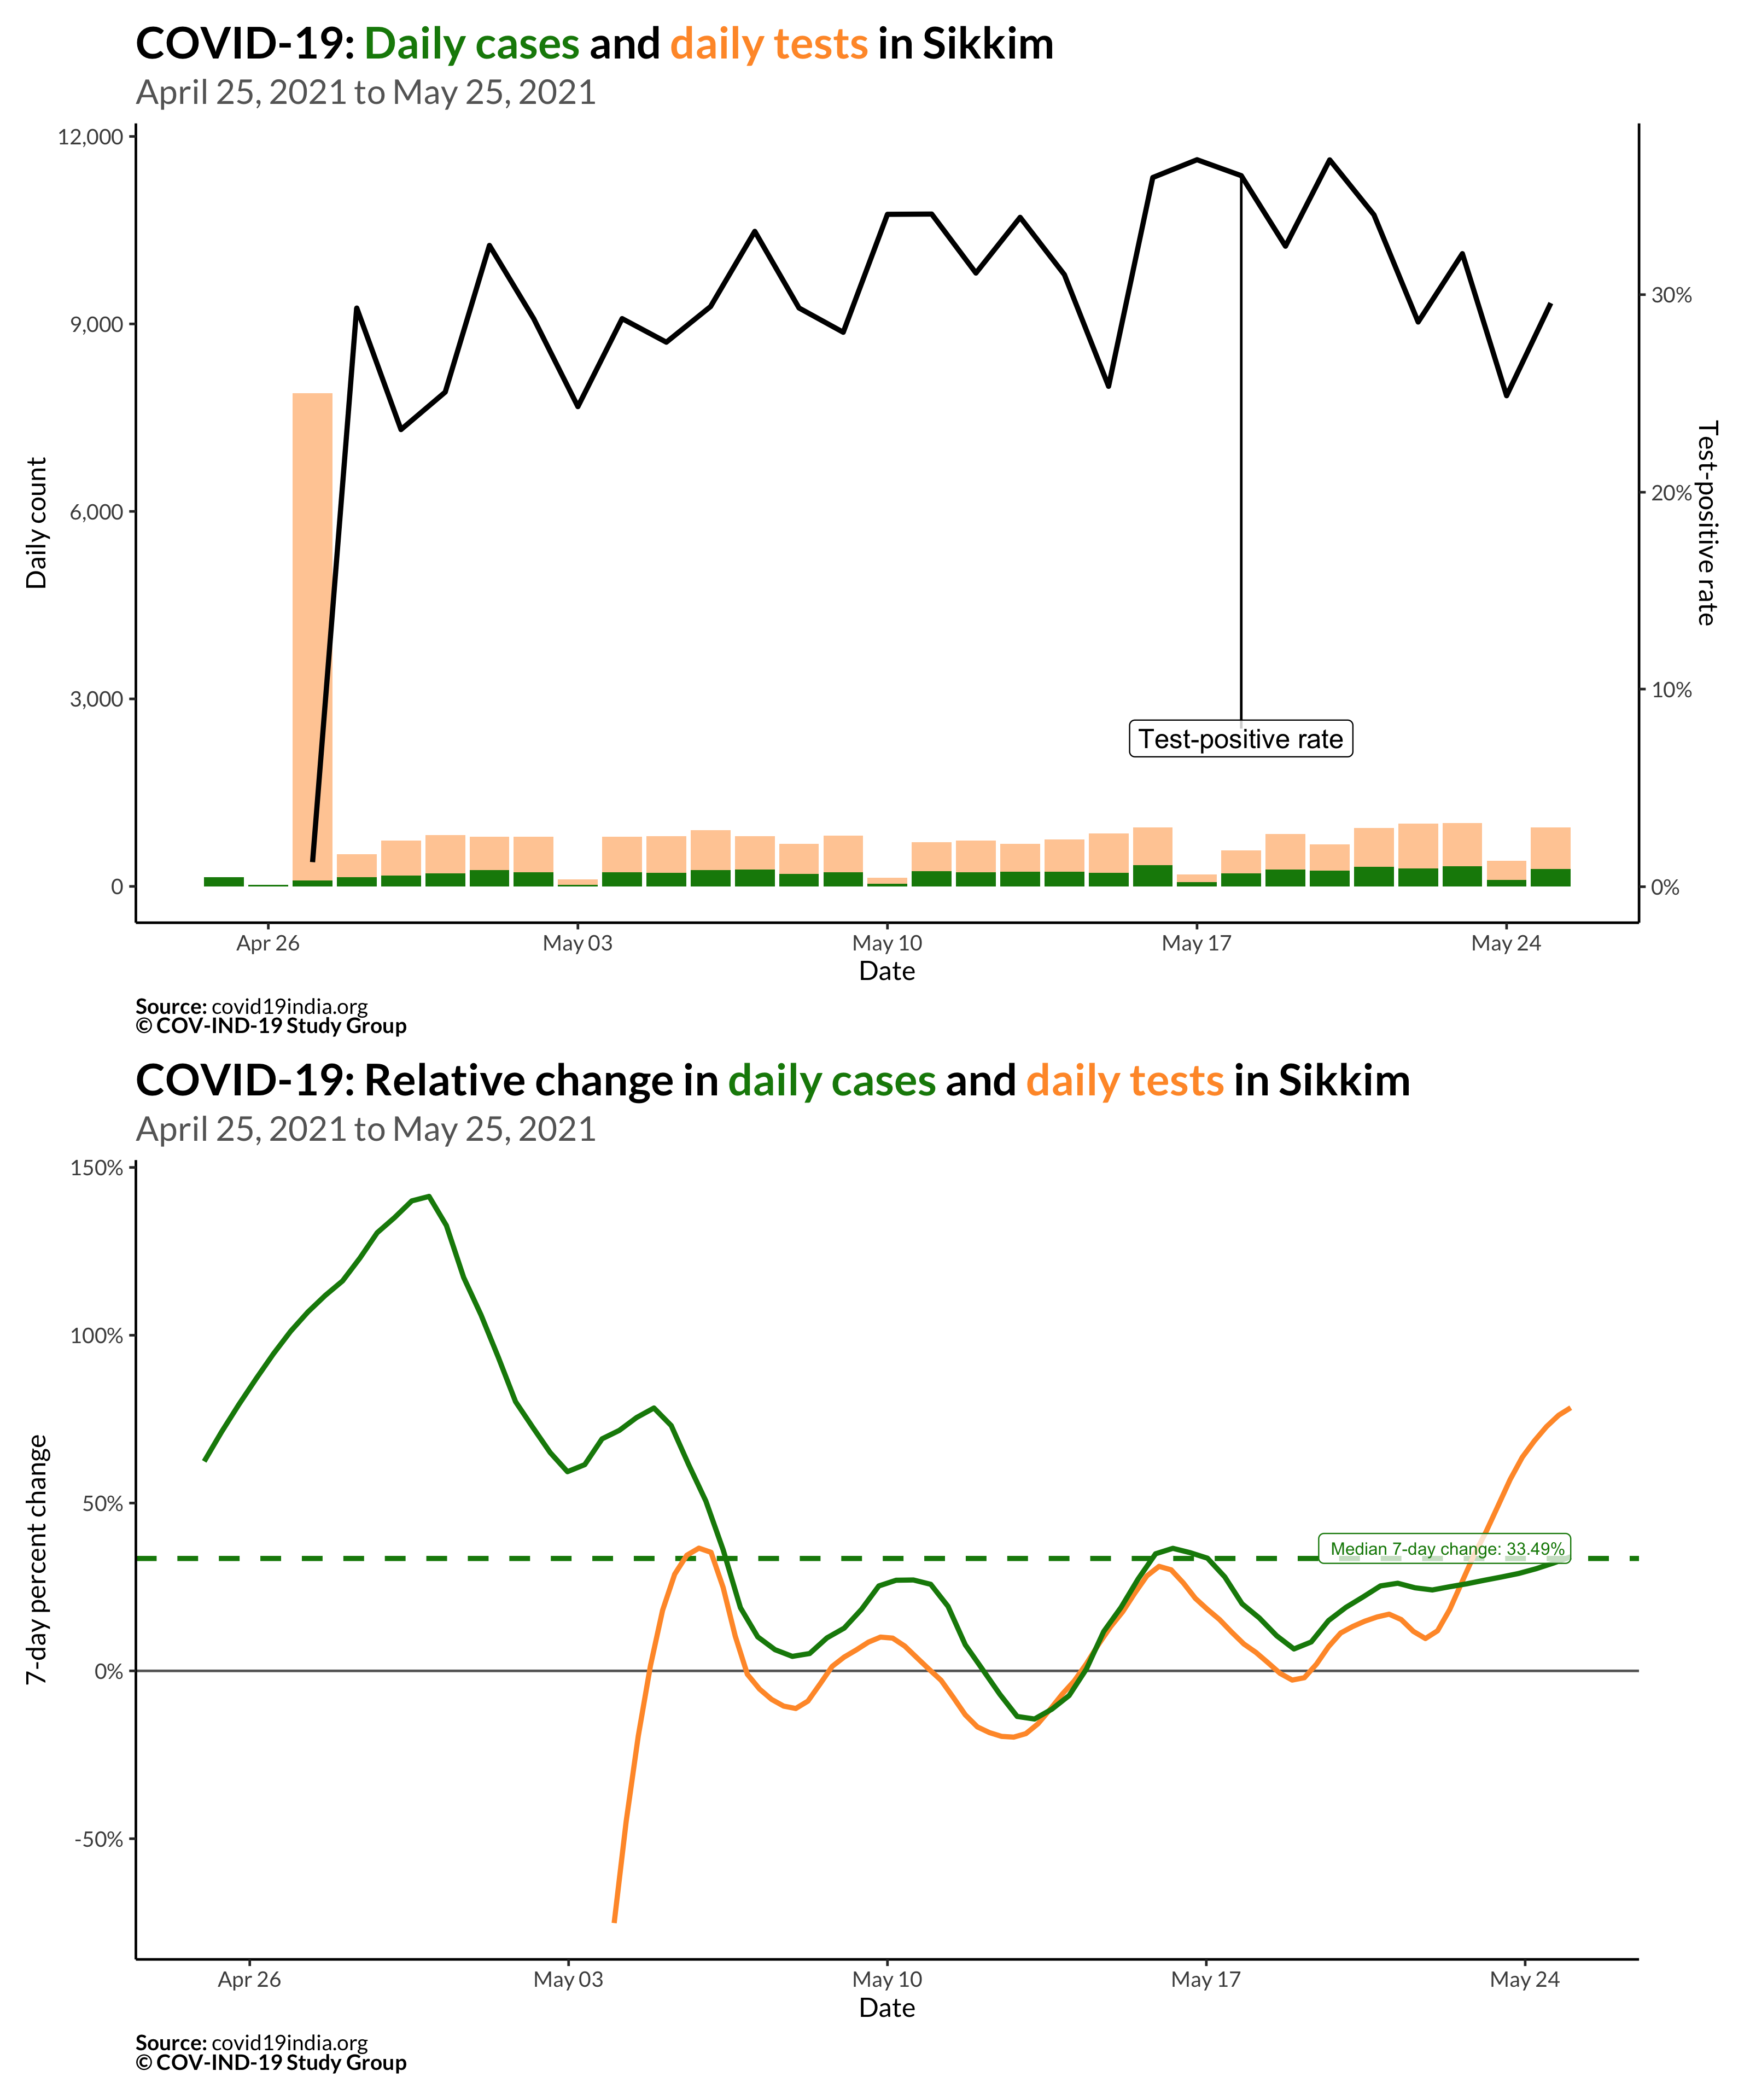 COVID-19: Daily cases and daily tests in Sikkim
April 25, 2021 to May 25, 2021
12,000
9,000
6,000
3,000
0
Daily count
30%
20%
10%
0%
Test-positive rate
Test-positive rate
Apr 26
May 03
May 10
May 17
May 24
Date
Source: covid19india.org
© COV-IND-19 Study Group
COVID-19: Relative change in daily cases and daily tests in Sikkim
April 25, 2021 to May 25, 2021
150%
100%
50%
0%
-50%
7-day percent change
Median 7-day change: 33.49%
Apr 26
May 03
May 10
May 17
May 24
Date
Source: covid19india.org
© COV-IND-19 Study Group